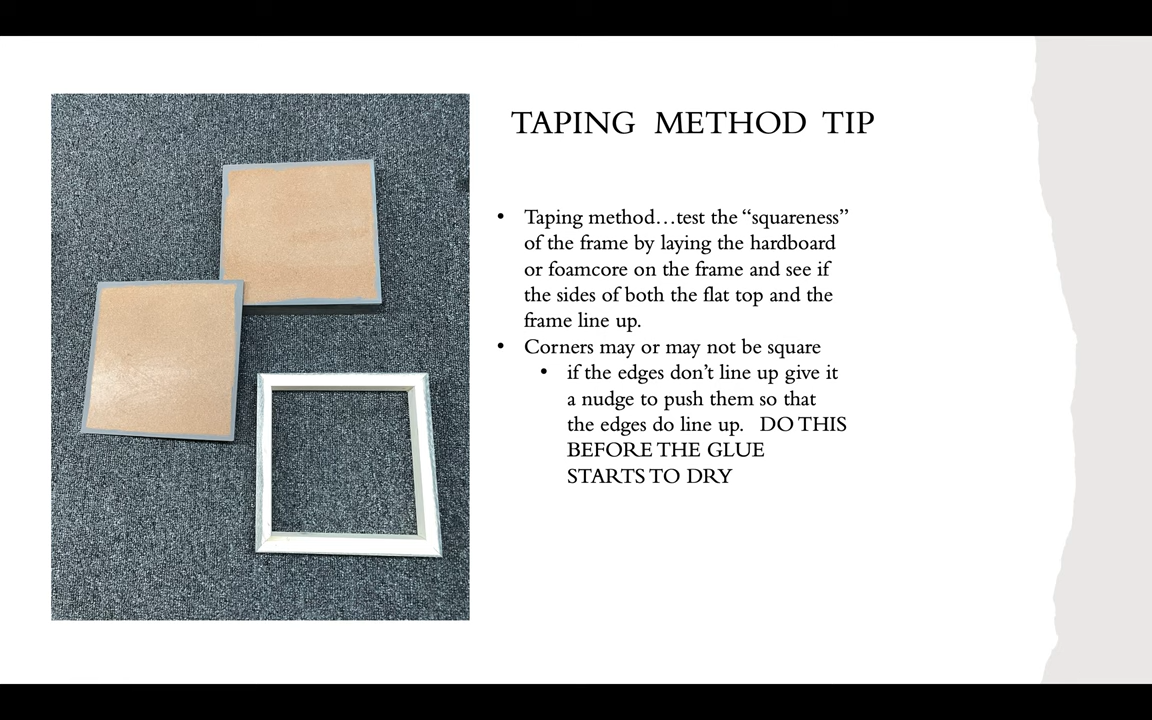 TAPING METHOD TIP
• Taping method…test the “squareness”
of the frame by laying the hardboard
or foamcore on the frame and see if
the sides of both the flat top and the
frame line up.
• Corners may or may not be square
• if the edges don’t line up give it
a nudge to push them so that
the edges do line up. DO THIS
BEFORE THE GLUE
STARTS TO DRY